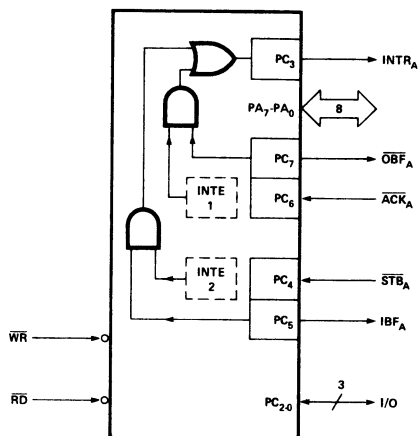 PC3 INTRA
PA7-PA0 8
PC7 OBFA
INTE 1 PC6 ACKA
INTE 2 PC4 STBA
PC5 IBFA
WR
RD PC2-0 3 I/O